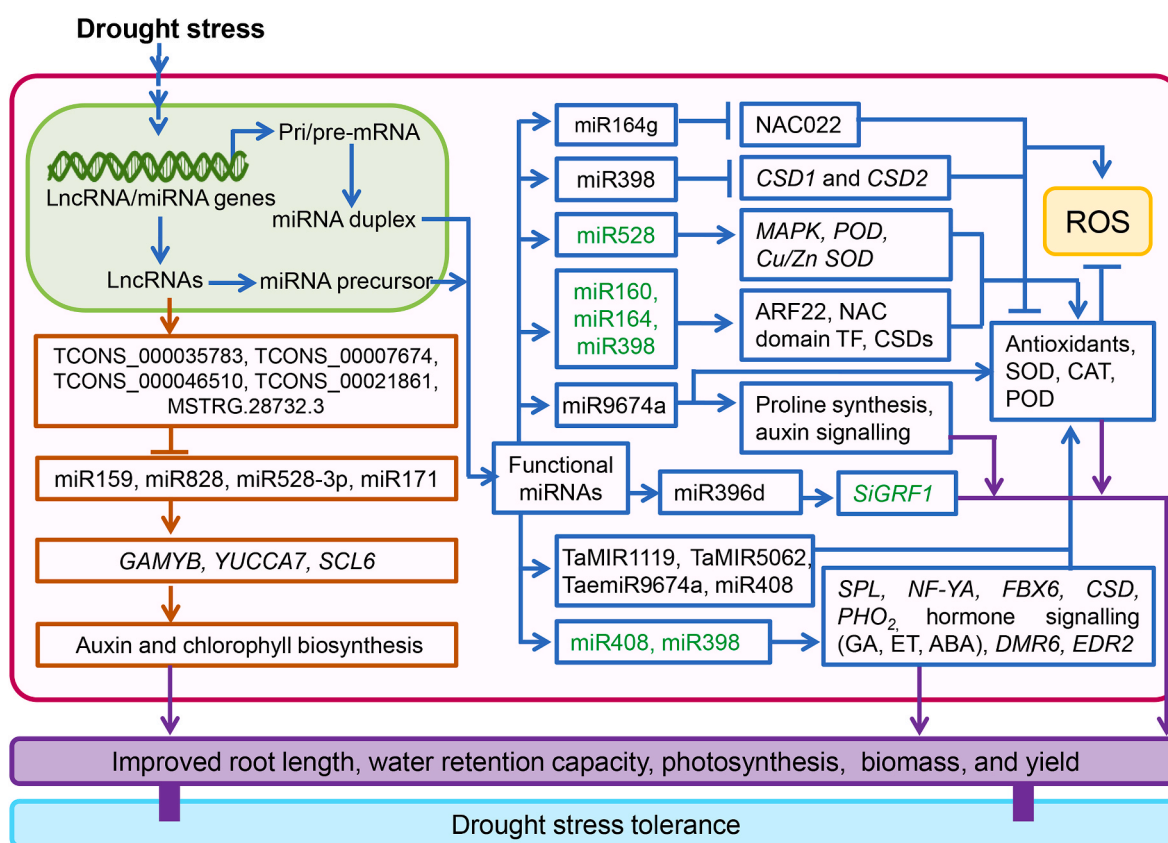 Drought stress
Pri/pre-mRNA
LncRNA/miRNA genes
miRNA duplex
LncRNAs
miRNA precursor
TCONS_000035783, TCONS_00007674,
TCONS_000046510, TCONS_00021861,
MSTRG.28732.3
miR159, miR828, miR528-3p, miR171
GAMYB, YUCCA7, SCL6
Auxin and chlorophyll biosynthesis
Functional
miRNAs
miR164g
NAC022
miR398
CSD1 and CSD2
miR528
MAPK, POD,
Cu/Zn SOD
miR160,
miR164,
miR398
ARF22, NAC
domain TF, CSDs
miR9674a
Proline synthesis,
auxin signalling
ROS
Antioxidants,
SOD, CAT,
POD
miR396d
SiGRF1
TaMIR1119, TaMIR5062,
TaemiR9674a, miR408
miR408, miR398
SPL, NF-YA, FBX6, CSD,
PHO2, hormone signalling
(GA, ET, ABA), DMR6, EDR2
Improved root length, water retention capacity, photosynthesis, biomass, and yield
Drought stress tolerance